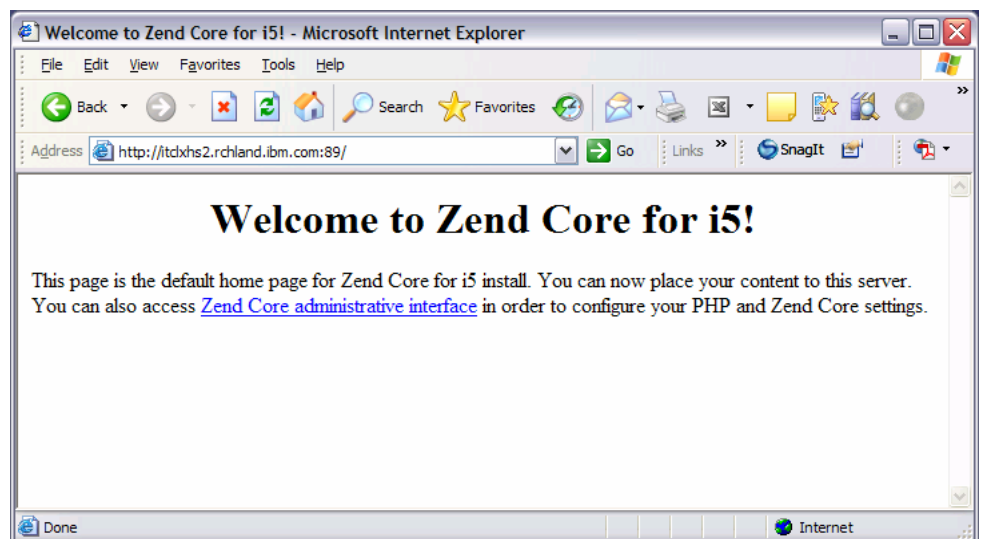 Welcome to Zend Core for i5! - Microsoft Internet Explorer
File Edit View Favorites Tools Help
Back Search Favorites »
Address http://itclxhs2.rchland.ibm.com:89/ Go Links » SnagIt
Welcome to Zend Core for i5!
This page is the default home page for Zend Core for i5 install. You can now place your content to this server.
You can also access Zend Core administrative interface in order to configure your PHP and Zend Core settings.
Done Internet